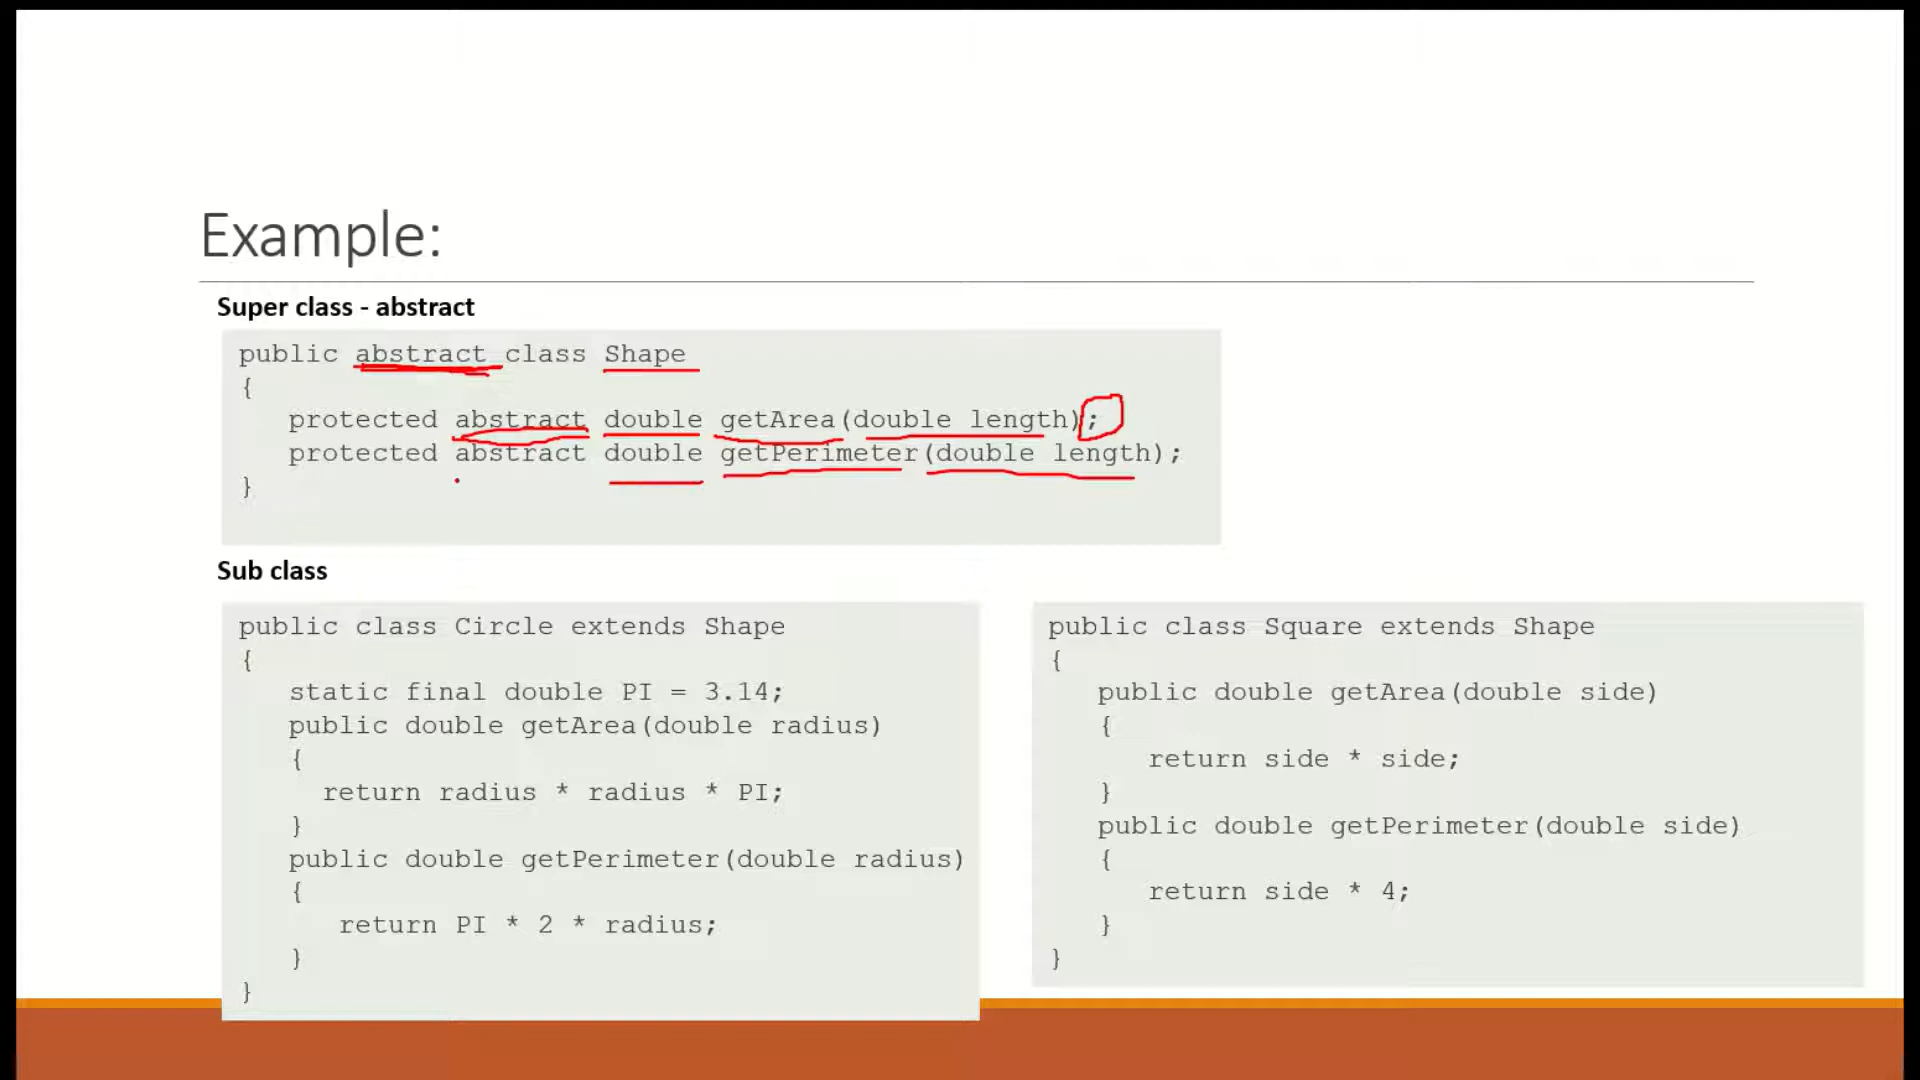 Example:
Super class - abstract
public abstract class Shape
{
protected abstract double getArea(double length);
protected abstract double getPerimeter(double length);
}
Sub class
public class Circle extends Shape
{
static final double PI = 3.14;
public double getArea(double radius)
{
return radius * radius * PI;
}
public double getPerimeter(double radius)
{
return PI * 2 * radius;
}
}
public class Square extends Shape
{
public double getArea(double side)
{
return side * side;
}
public double getPerimeter(double side)
{
return side * 4;
}
}